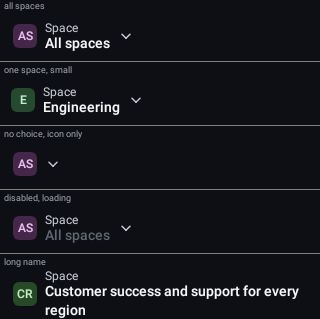 all spaces
AS
Space
All spaces
one space, small
E
Space
Engineering
no choice, icon only
AS
disabled, loading
AS
Space
All spaces
long name
CR
Space
Customer success and support for every
region